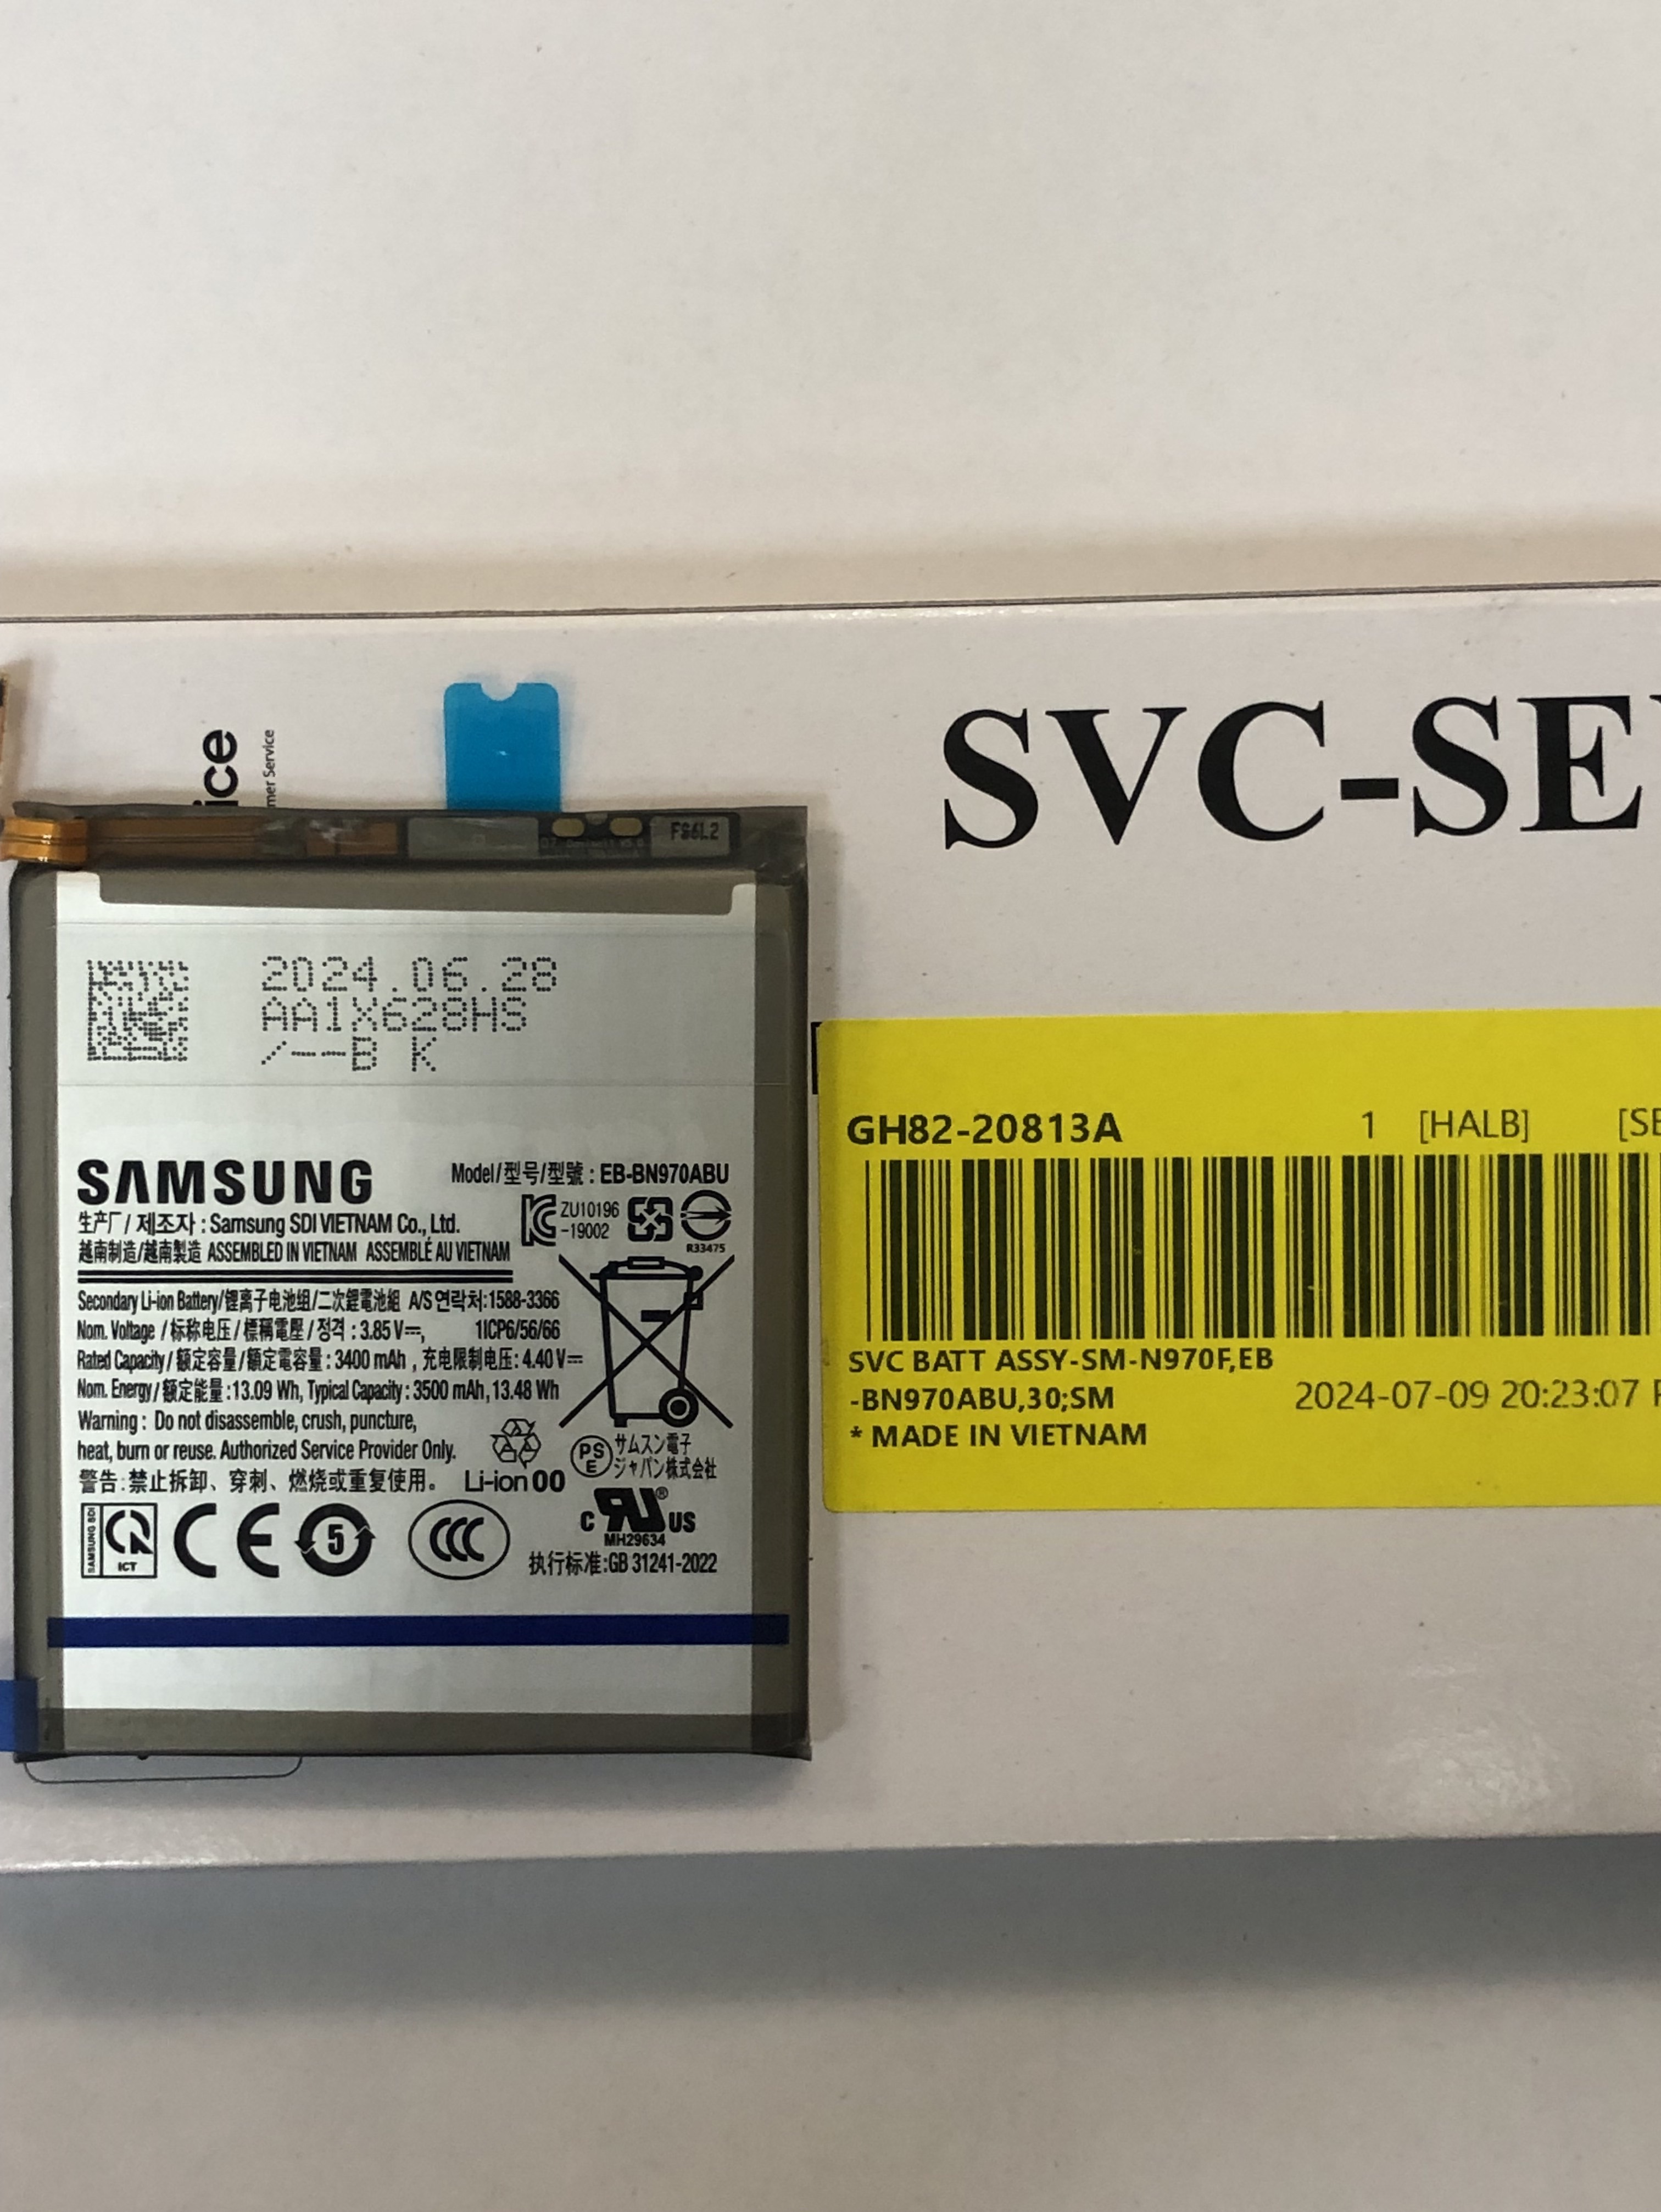 ice
mer Service
SVC-SE
FS6L2
2024.06.28
AA1X628HS
/--B K
SAMSUNG
Model/型号/型號 : EB-BN970ABU
生产厂/제조자 : Samsung SDI VIETNAM Co., Ltd.
越南制造/越南製造 ASSEMBLED IN VIETNAM ASSEMBLÉ AU VIETNAM
ZU10196
-19002
R33475
Secondary Li-ion Battery/锂离子电池组/二次鋰電池組 A/S 연락처:1588-3366
Nom. Voltage / 标称电压 / 標稱電壓 / 정격 : 3.85 V⎓, 1ICP6/56/66
Rated Capacity / 额定容量 / 額定電容量 : 3400 mAh , 充电限制电压: 4.40 V⎓
Nom. Energy/ 额定能量 :13.09 Wh, Typical Capacity : 3500 mAh, 13.48 Wh
Warning : Do not disassemble, crush, puncture,
heat, burn or reuse. Authorized Service Provider Only.
警告:禁止拆卸、穿刺、燃烧或重复使用。
Li-ion 00
PS
E
サムスン電子
ジャパン株式会社
SAMSUNG SDI
ICT
CE
5
CCC
c RU® US
MH29634
执行标准:GB 31241-2022
GH82-20813A 1 [HALB] [SE
SVC BATT ASSY-SM-N970F,EB
-BN970ABU,30;SM 2024-07-09 20:23:07
* MADE IN VIETNAM